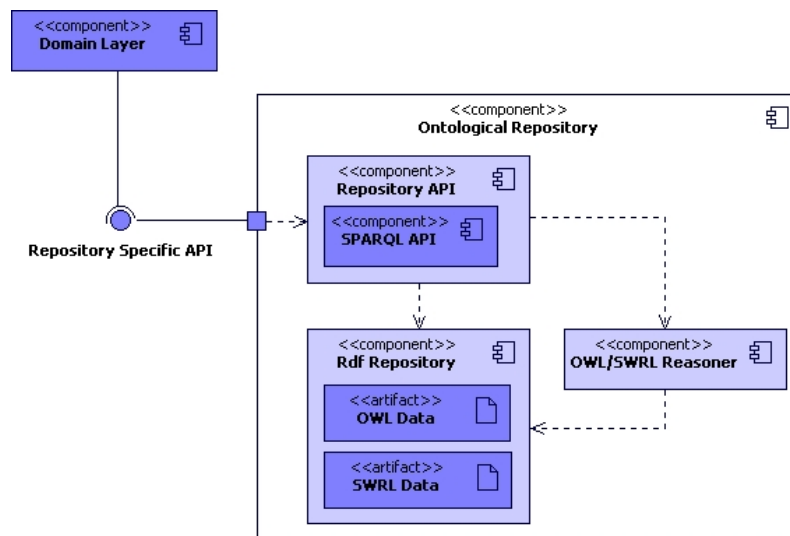 <<component>>
Domain Layer
<<component>>
Ontological Repository
<<component>>
Repository API
<<component>>
SPARQL API
Repository Specific API
<<component>>
Rdf Repository
<<component>>
OWL/SWRL Reasoner
<<artifact>>
OWL Data
<<artifact>>
SWRL Data